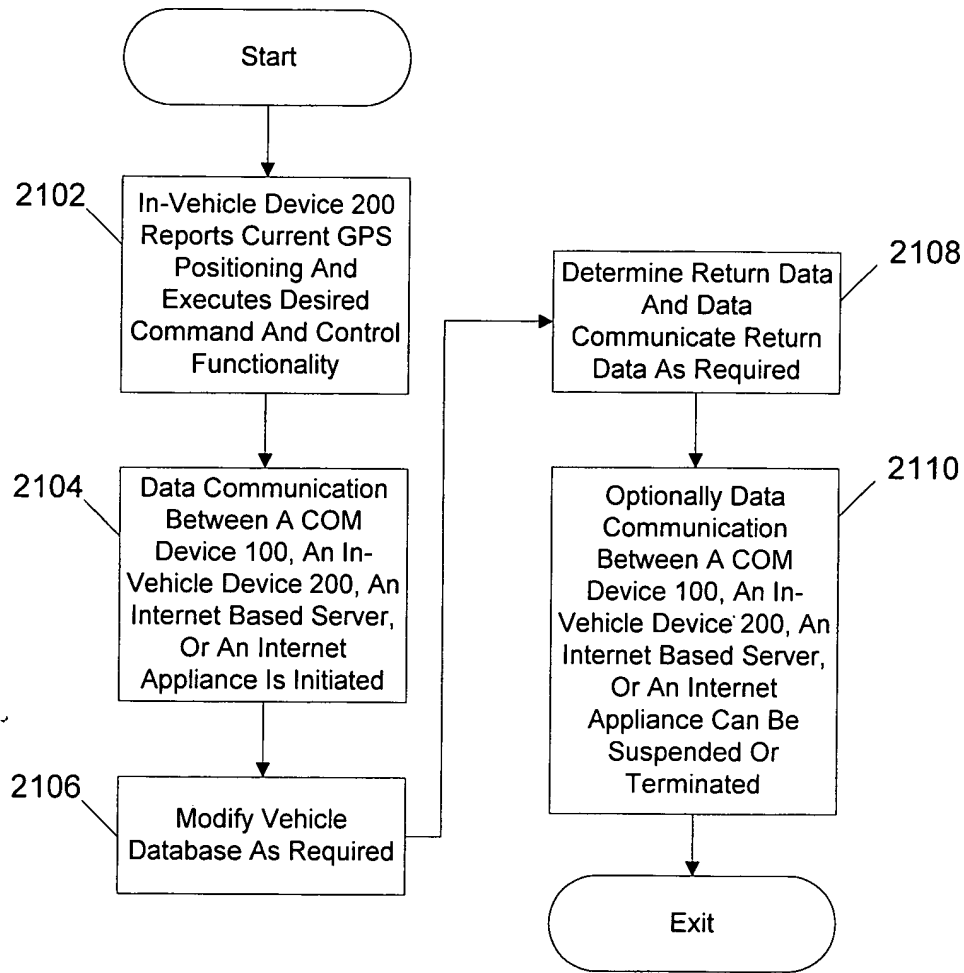 Start
2102
In-Vehicle Device 200
Reports Current GPS
Positioning And
Executes Desired
Command And Control
Functionality
2104
Data Communication
Between A COM
Device 100, An In-
Vehicle Device 200, An
Internet Based Server,
Or An Internet
Appliance Is Initiated
2106
Modify Vehicle
Database As Required
2108
Determine Return Data
And Data
Communicate Return
Data As Required
2110
Optionally Data
Communication
Between A COM
Device 100, An In-
Vehicle Device 200, An
Internet Based Server,
Or An Internet
Appliance Can Be
Suspended Or
Terminated
Exit